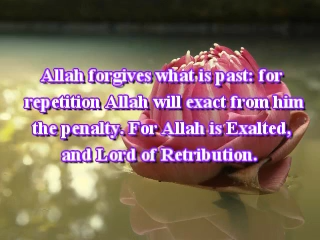 Allah forgives what is past: for
repetition Allah will exact from him
the penalty. For Allah is Exalted,
and Lord of Retribution.